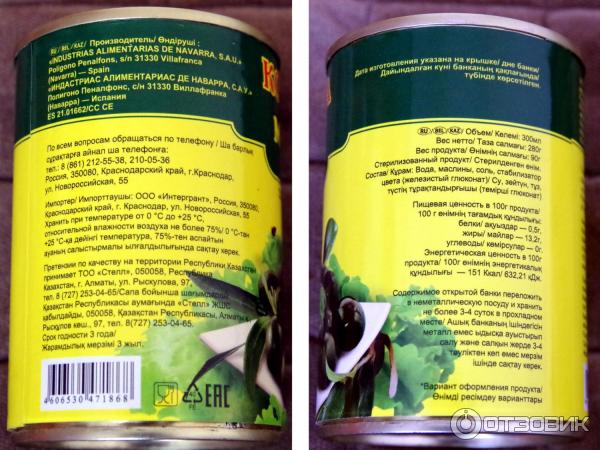 RU / BEL / KAZ / Производитель/ Өндіруші :
«INDUSTRIAS ALIMENTARIAS DE NAVARRA, S.A.U.»
Poligono Penalfons, s/n 31330 Villafranca
(Navarra) — Spain
«ИНДАСТРИАС АЛИМЕНТАРИАС ДЕ НАВАРРА, С.А.У.»
Полигоно Пеналфонс, с/н 31330 Виллафранка
(Наварра) — Испания
ES 21.01662/CC CE
По всем вопросам обращаться по телефону / Ша барлық
сұрақтарға айнал ша телефонға:
тел.: 8 (861) 212-55-38, 210-05-36
Россия, 350080, Краснодарский край, г.Краснодар,
ул. Новороссийская, 55
Импортер/ Импорттаушы: ООО «Интергрант», Россия, 350080,
Краснодарский край, г. Краснодар, ул. Новороссийская, 55
Хранить при температуре от 0 °С до +25 °С,
относительной влажности воздуха не более 75%/ 0 °С-тен
+25 °С-қа дейінгі температура, 75%-тен аспайтын
ауаның салыстырмалы ылғалдылығында сақтау керек.
Претензии по качеству на территории Республики Казахстан
принимает ТОО «Стелл», 050058, Республика
Казахстан, г. Алматы, ул. Рыскулова, 97,
тел. 8 (727) 253-04-65/Сапа бойынша шағымдарды
Қазақстан Республикасы аумағында «Стелл» ЖШС
қабылдайды, 050058, Қазақстан Республикасы, Алматы
Рысқұлов көш., 97, тел. 8(727) 253-04-65.
Срок годности 3 года/
Жарамдылық мерзімі 3 жыл.
4606530 471868
FE
EAC
Дата изготовления указана на крышке/ дне банки/
Дайындалған күні банканың қақпағында/
түбінде көрсетілген.
RU / BEL / KAZ Объем/ Көлемі: 300мл
Вес нетто/ Таза салмағы: 280г
Вес продукта/ Өнімнің салмағы: 90г
Стерилизованный продукт/ Стерилденген өнім.
Состав/ Құрам: Вода, маслины, соль, стабилизатор
цвета (железистый глюконат)/ Су, зәйтүн, тұз,
түстің тұрақтандырғышы (темірші глюконат)
Пищевая ценность в 100г продукта/
100 г өнімнің тағамдық құндылығы:
белки/ ақуыздар — 0,5г,
жиры/ майлар — 13,2г,
углеводы/ көмірсулар — 0г.
Энергетическая ценность в 100г
продукта/ 100г өнімнің энергетикалық
құндылығы — 151 Ккал/ 632,21 кДж.
Содержимое открытой банки переложить
в неметаллическую посуду и хранить
не более 3-4 суток в прохладном
месте/ Ашық банканың ішіндегісін
металл емес ыдысқа ауыстырып
салу және салқын жерде 3-4
тәуліктен көп емес мерзім
ішінде сақтау керек.
*Вариант оформления продукта/
Өнімді ресімдеу варианттары
ОТЗОВИК